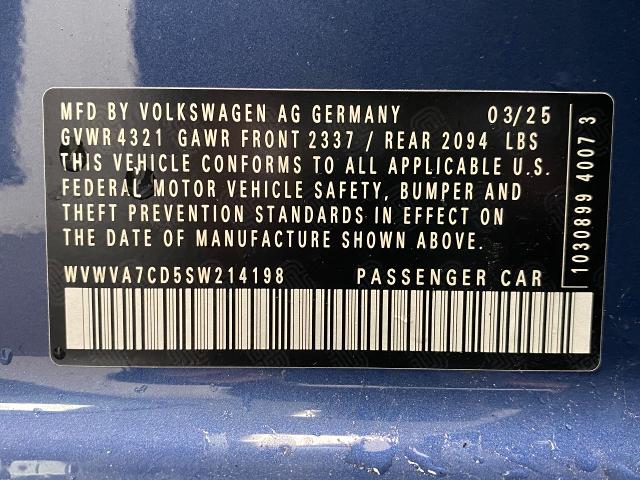 MFD BY VOLKSWAGEN AG GERMANY 03/25
GVWR 4321 GAWR FRONT 2337 / REAR 2094 LBS
THIS VEHICLE CONFORMS TO ALL APPLICABLE U.S.
FEDERAL MOTOR VEHICLE SAFETY, BUMPER AND
THEFT PREVENTION STANDARDS IN EFFECT ON
THE DATE OF MANUFACTURE SHOWN ABOVE.
WVWVA7CD5SW214198 PASSENGER CAR
1030899 4007 3